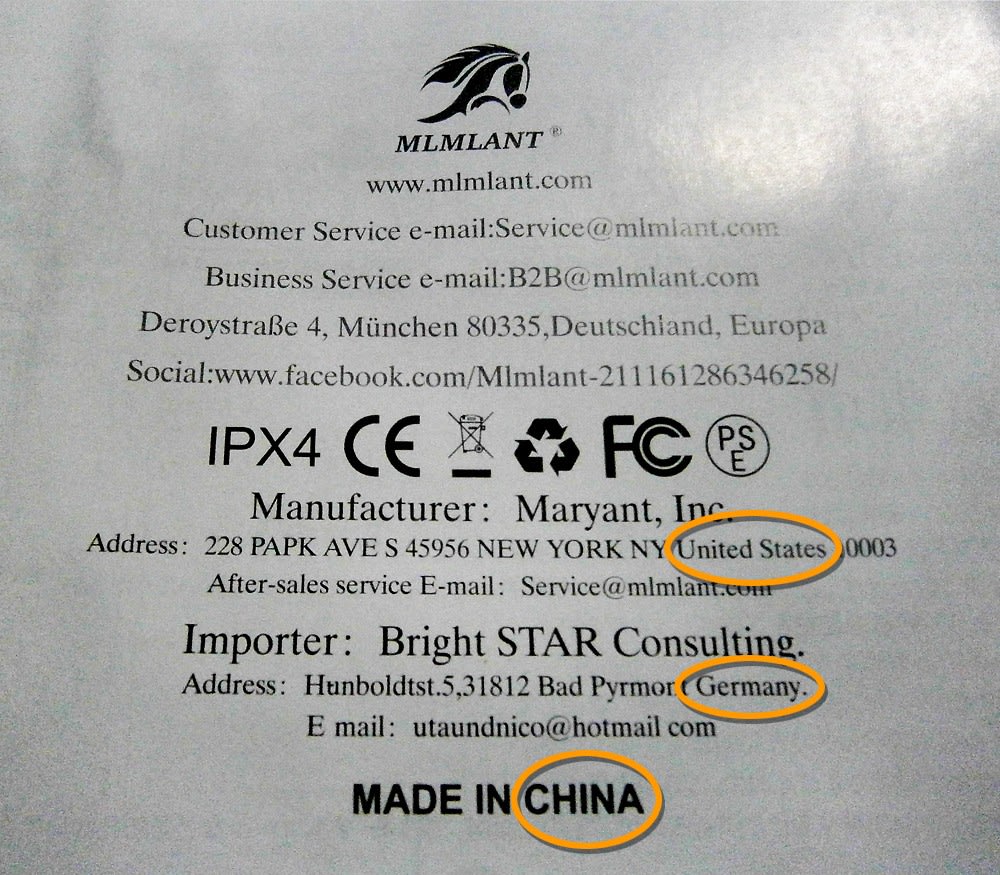 MLMLANT ®
www.mlmlant.com
Customer Service e-mail:Service@mlmlant.com
Business Service e-mail:B2B@mlmlant.com
Deroystraße 4, München 80335,Deutschland, Europa
Social:www.facebook.com/Mlmlant-211161286346258/
IPX4 CE FC PSE
Manufacturer: Maryant, Inc.
Address: 228 PAPK AVE S 45956 NEW YORK NY United States 10003
After-sales service E-mail: Service@mlmlant.com
Importer: Bright STAR Consulting.
Address: Hunboldtst.5,31812 Bad Pyrmont Germany.
E mail: utaundnico@hotmail com
MADE IN CHINA